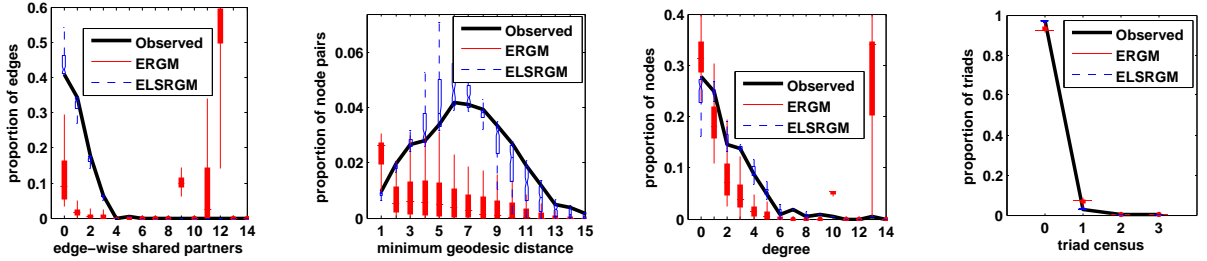 proportion of edges
0.6
0.5
0.4
0.3
0.2
0.1
0
0 2 4 6 8 10 12 14
edge-wise shared partners
Observed
ERGM
ELSRGM
proportion of node pairs
0.06
0.04
0.02
0
1 3 5 7 9 11 13 15
minimum geodesic distance
Observed
ERGM
ELSRGM
proportion of nodes
0.4
0.3
0.2
0.1
0
0 2 4 6 8 10 12 14
degree
Observed
ERGM
ELSRGM
proportion of triads
1
0.8
0.6
0.4
0.2
0
0 1 2 3
triad census
Observed
ERGM
ELSRGM